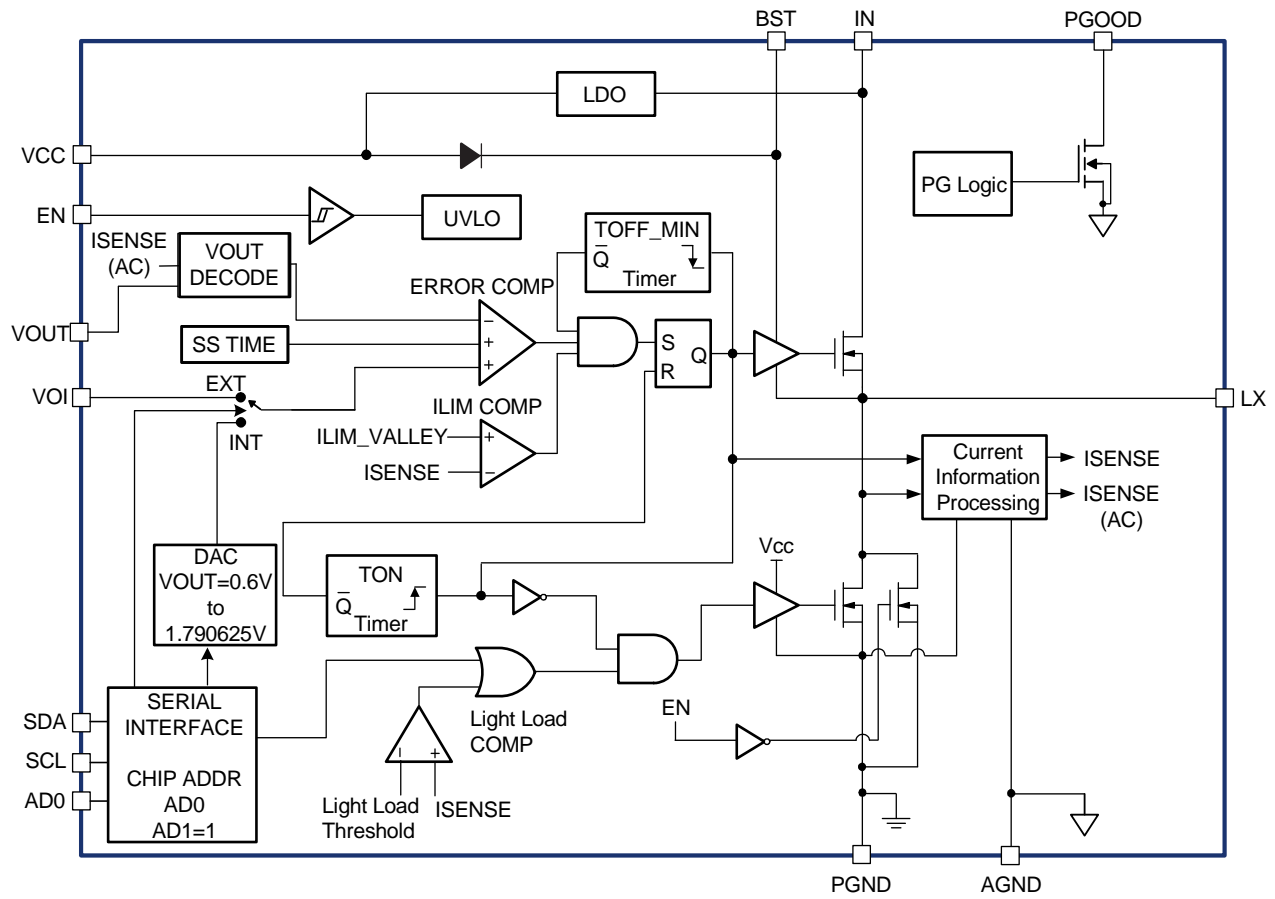 BST
IN
PGOOD
LDO
VCC
PG Logic
EN
UVLO
TOFF_MIN
Q
Timer
ISENSE
(AC)
VOUT
DECODE
ERROR COMP
VOUT
SS TIME
−
+
+
S
Q
R
VOI
EXT
INT
LX
ILIM COMP
ILIM_VALLEY
+
ISENSE
−
Current
Information
Processing
ISENSE
ISENSE
(AC)
DAC
VOUT=0.6V
to
1.790625V
TON
Q
Timer
Vcc
SERIAL
INTERFACE
CHIP ADDR
AD0
AD1=1
SDA
SCL
AD0
Light Load
COMP
EN
−
+
Light Load
Threshold
ISENSE
PGND
AGND